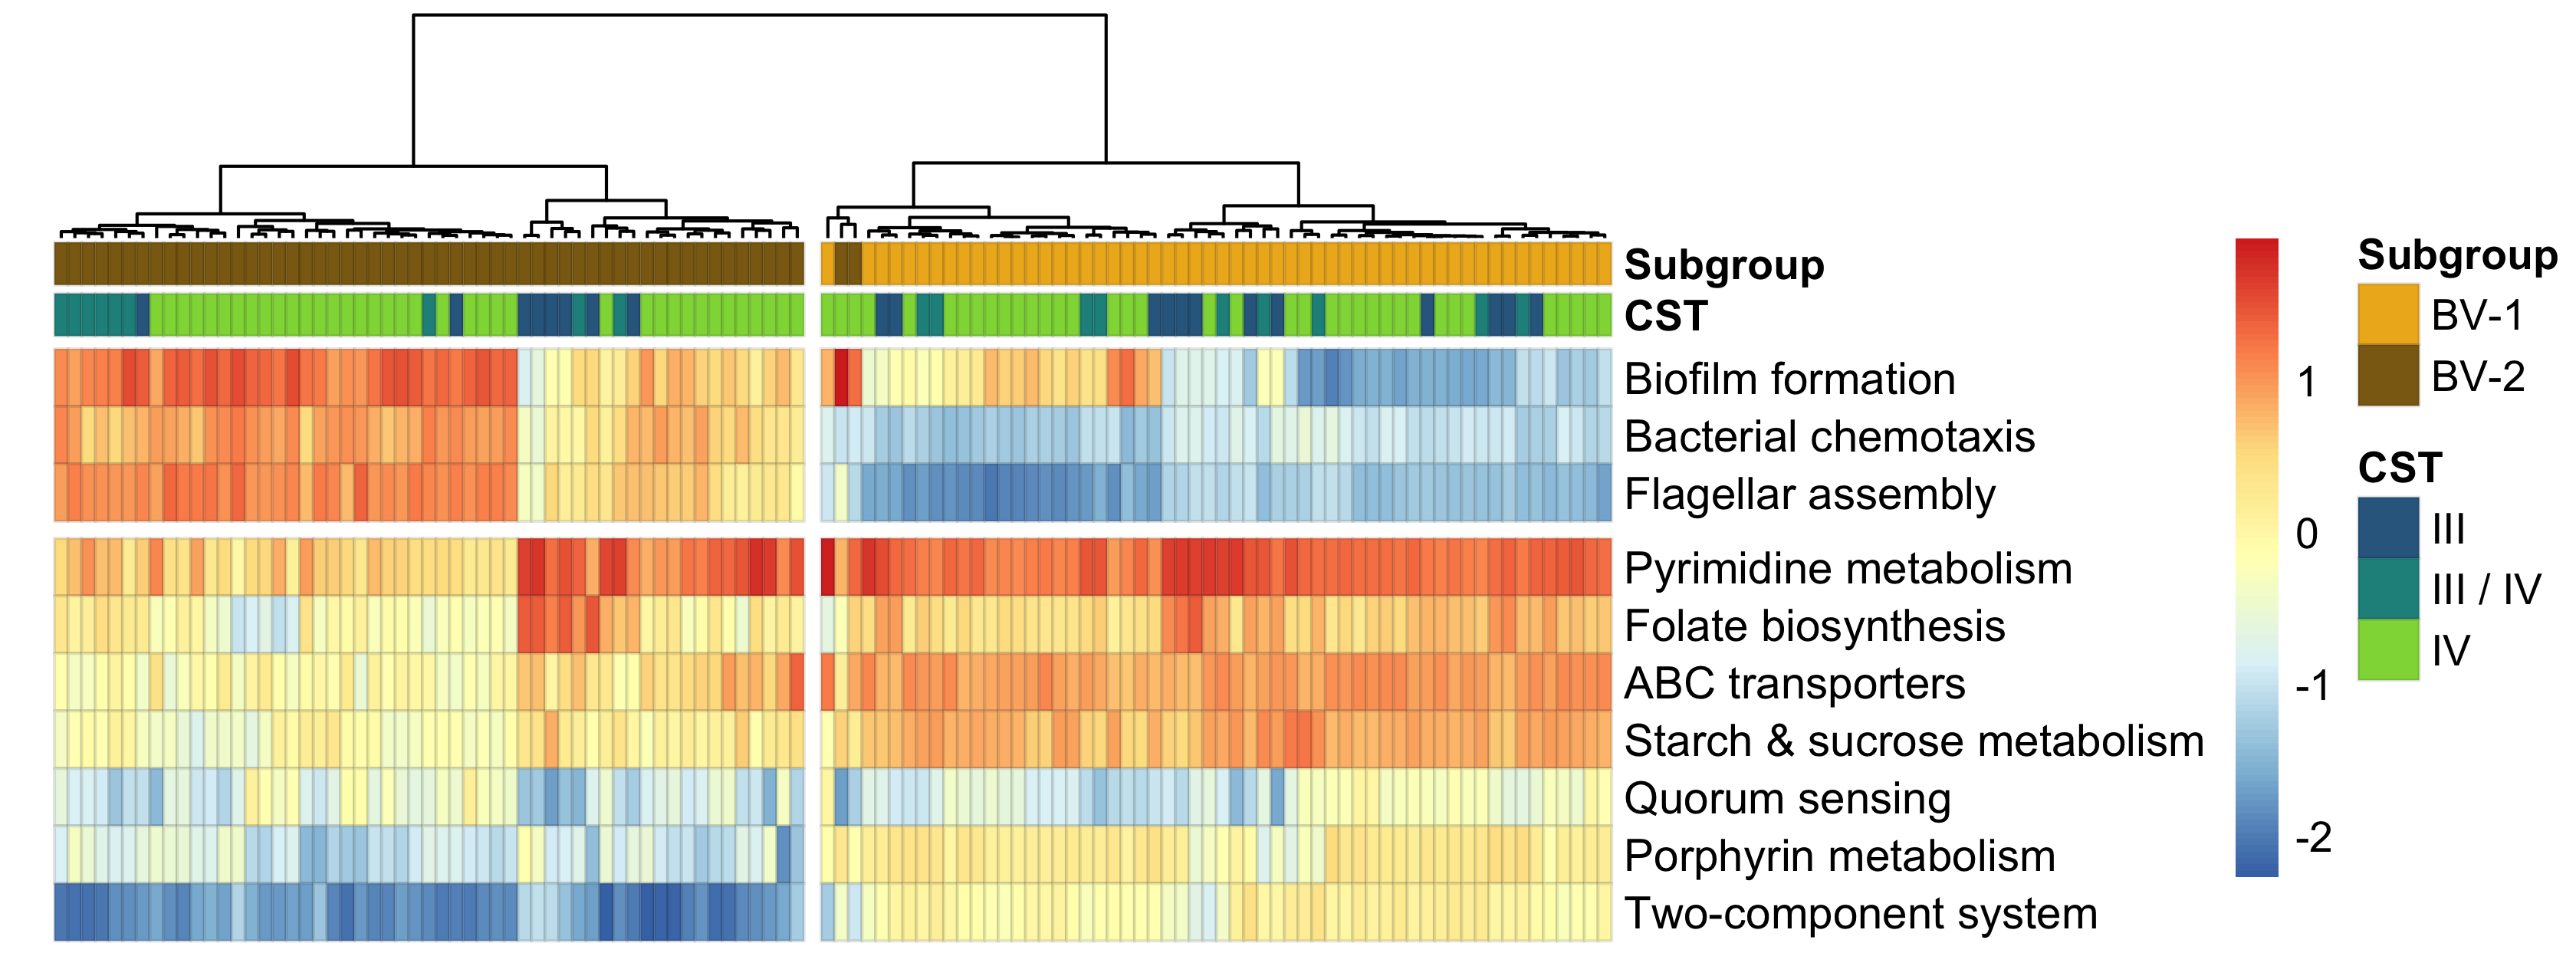 Subgroup
CST
Biofilm formation
Bacterial chemotaxis
Flagellar assembly
Pyrimidine metabolism
Folate biosynthesis
ABC transporters
Starch & sucrose metabolism
Quorum sensing
Porphyrin metabolism
Two-component system
1
0
-1
-2
Subgroup
BV-1
BV-2
CST
III
III / IV
IV